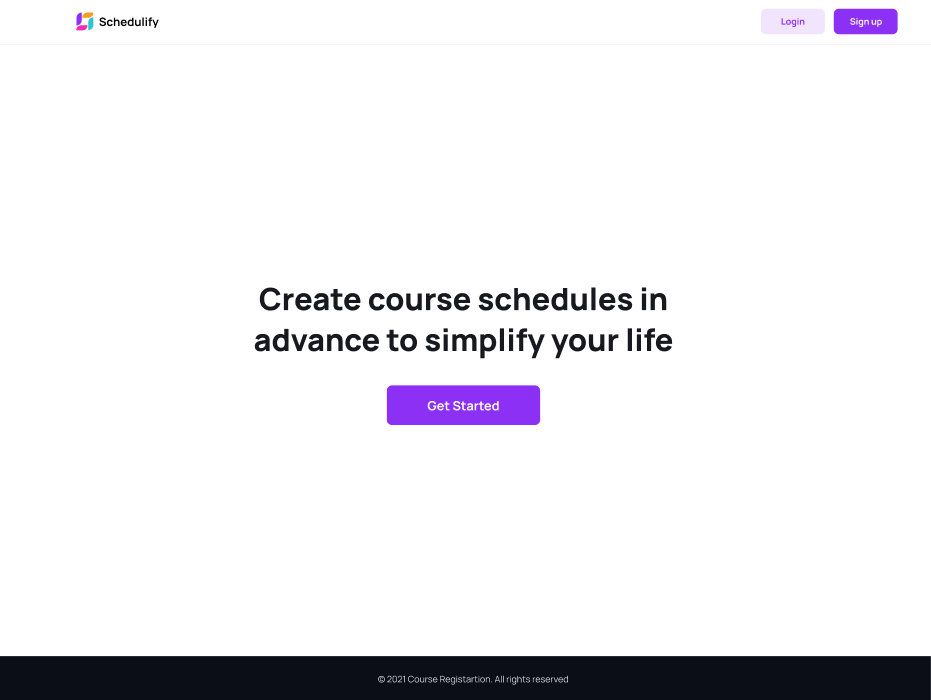 Schedulify
Login
Sign up
Create course schedules in
advance to simplify your life
Get Started
© 2021 Course Registartion. All rights reserved